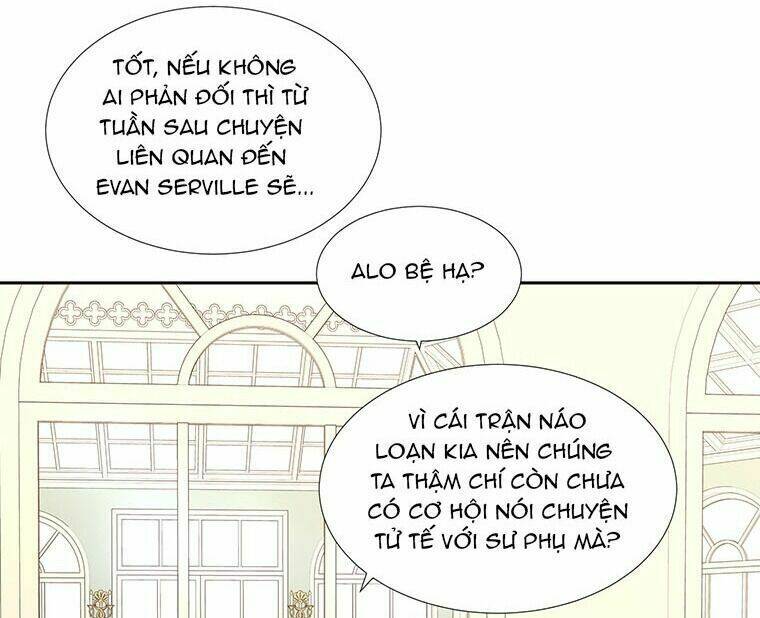 TỐT, NẾU KHÔNG
AI PHẢN ĐỐI THÌ TỪ
TUẦN SAU CHUYỆN
LIÊN QUAN ĐẾN
EVAN SERVILLE SẼ...
ALO BỆ HẠ?
VÌ CÁI TRẬN NÁO
LOẠN KIA NÊN CHÚNG
TA THẬM CHÍ CÒN CHƯA
CÓ CƠ HỘI NÓI CHUYỆN
TỬ TẾ VỚI SƯ PHỤ MÀ?